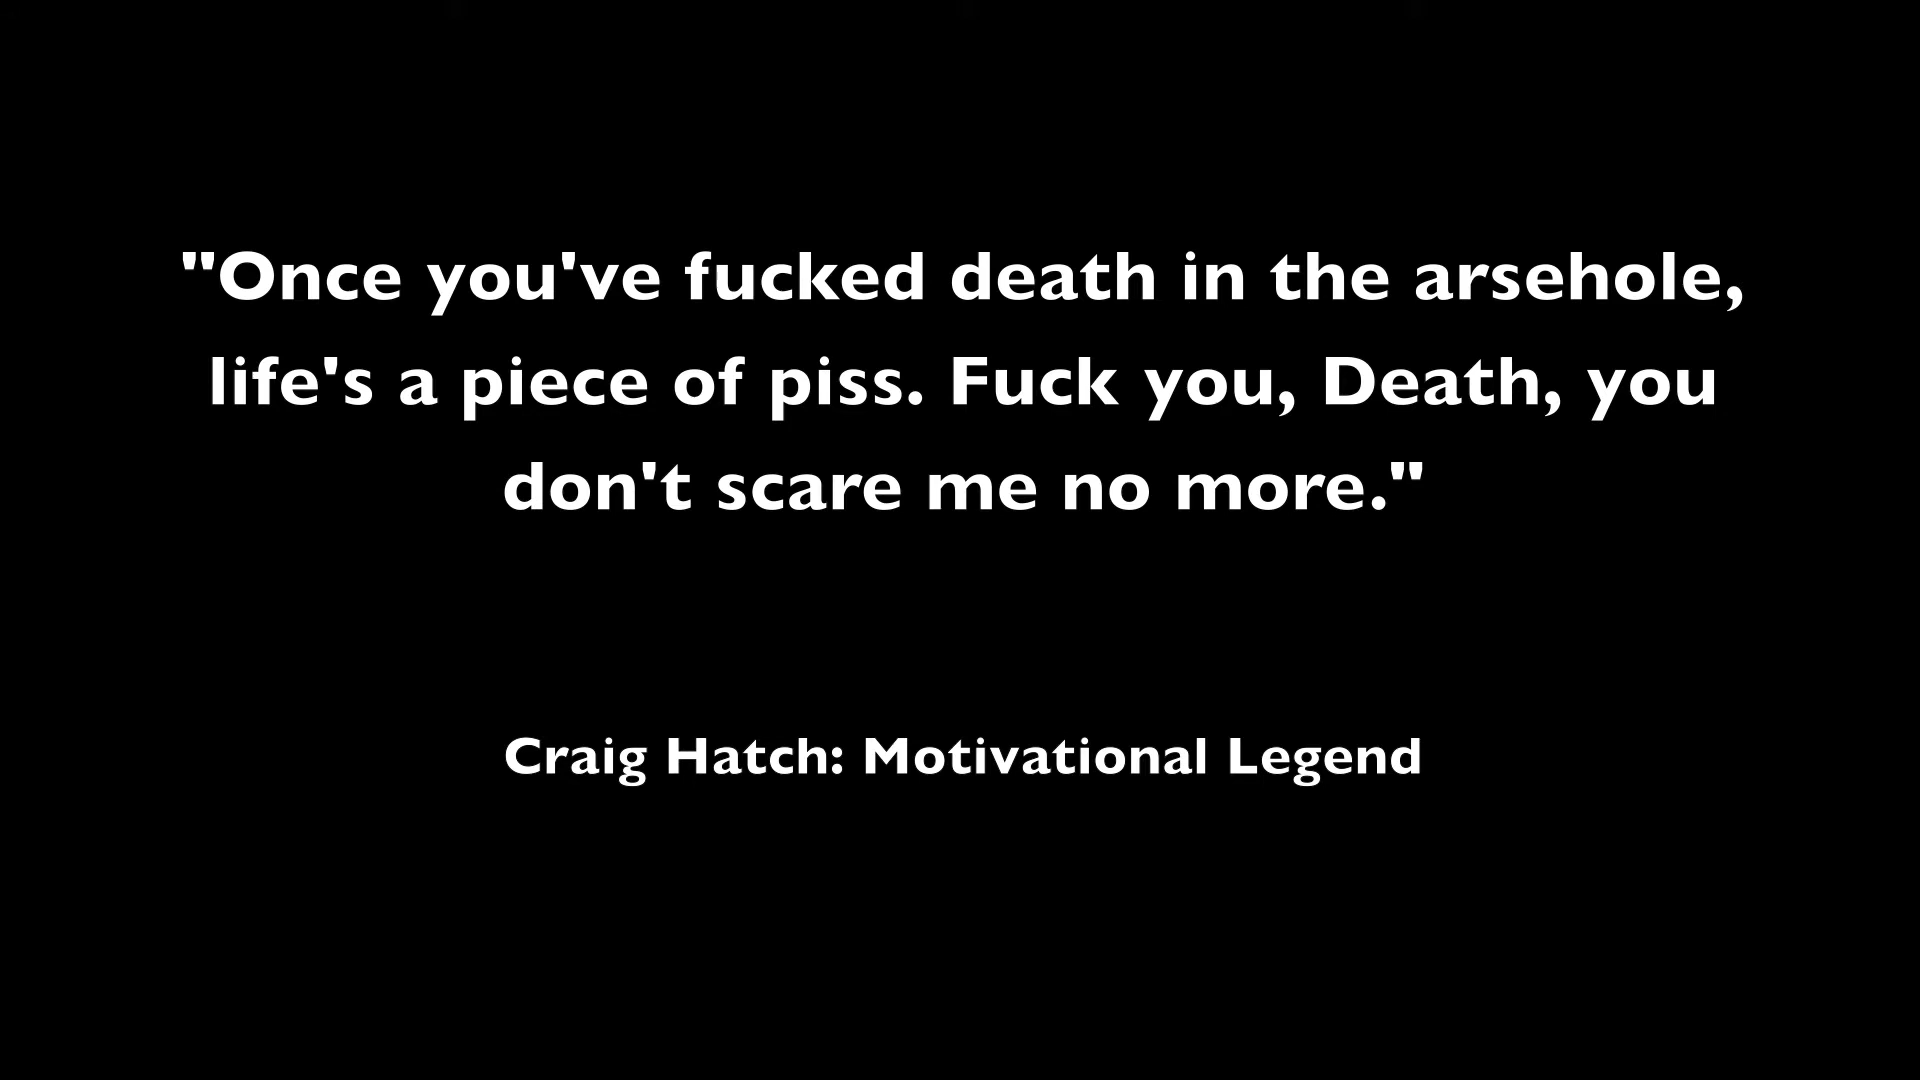 "Once you've fucked death in the arsehole,
life's a piece of piss. Fuck you, Death, you
don't scare me no more."
Craig Hatch: Motivational Legend